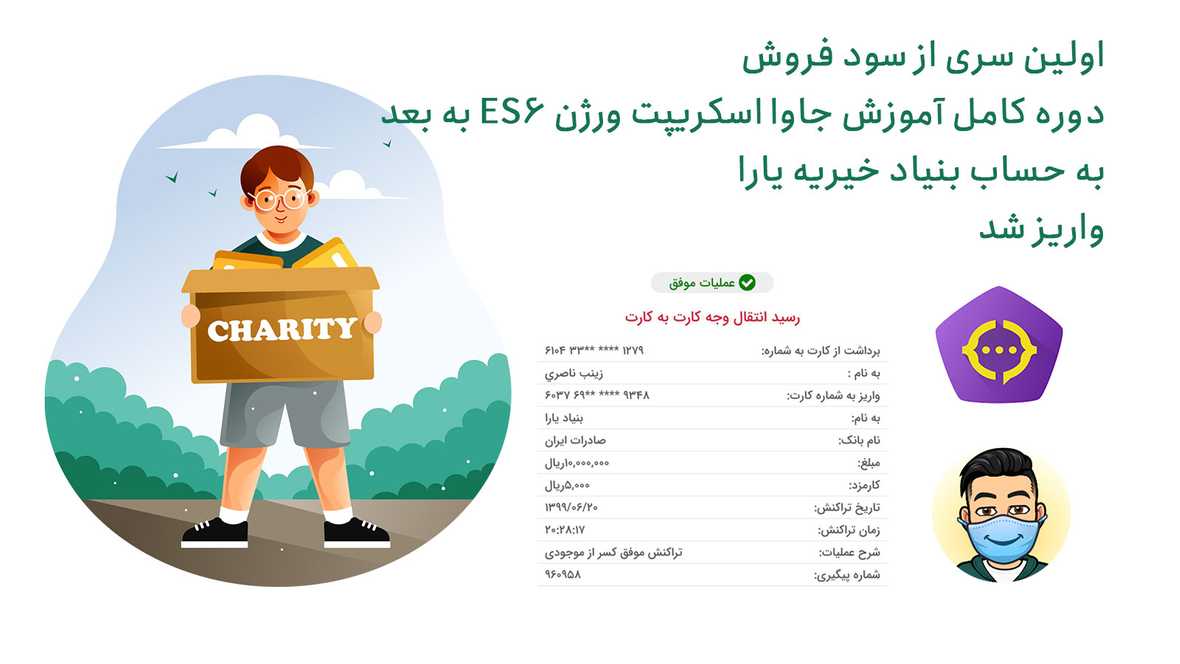 اولین سری از سود فروش
دوره کامل آموزش جاوا اسکریپت ورژن ES۶ به بعد
به حساب بنیاد خیریه یارا
واریز شد
عملیات موفق
رسید انتقال وجه کارت به کارت
برداشت از کارت به شماره: ۶۱۰۴ ۳۳** **** ۱۲۷۹
به نام : زينب ناصري
واریز به شماره کارت: ۶۰۳۷ ۶۹** **** ۹۳۴۸
به نام: بنیاد یارا
نام بانک: صادرات ایران
مبلغ: ۱۰,۰۰۰,۰۰۰ریال
کارمزد: ۵,۰۰۰ریال
تاریخ تراکنش: ۱۳۹۹/۰۶/۲۰
زمان تراکنش: ۲۰:۲۸:۱۷
شرح عملیات: تراکنش موفق کسر از موجودی
شماره پیگیری: ۹۶۰۹۵۸
CHARITY